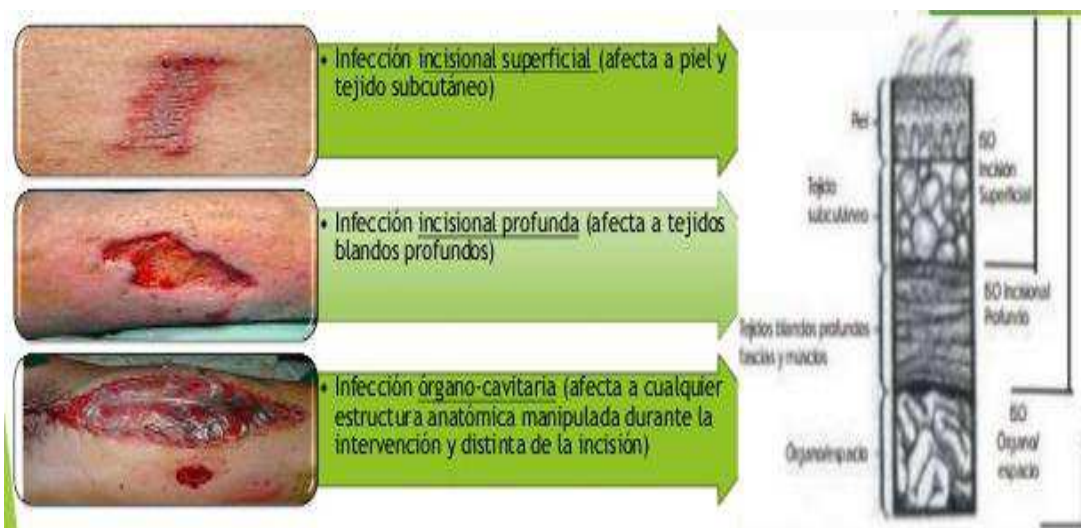 • Infección incisional superficial (afecta a piel y
tejido subcutáneo)
• Infección incisional profunda (afecta a tejidos
blandos profundos)
• Infección órgano-cavitaria (afecta a cualquier
estructura anatómica manipulada durante la
intervención y distinta de la incisión)
Piel
Tejido
subcutáneo
Tejidos blandos profundos
fascias y músculos
Órgano/espacio
ISO
Incisión
Superficial
ISO Incisional
Profundo
ISO
Órgano/
espacio